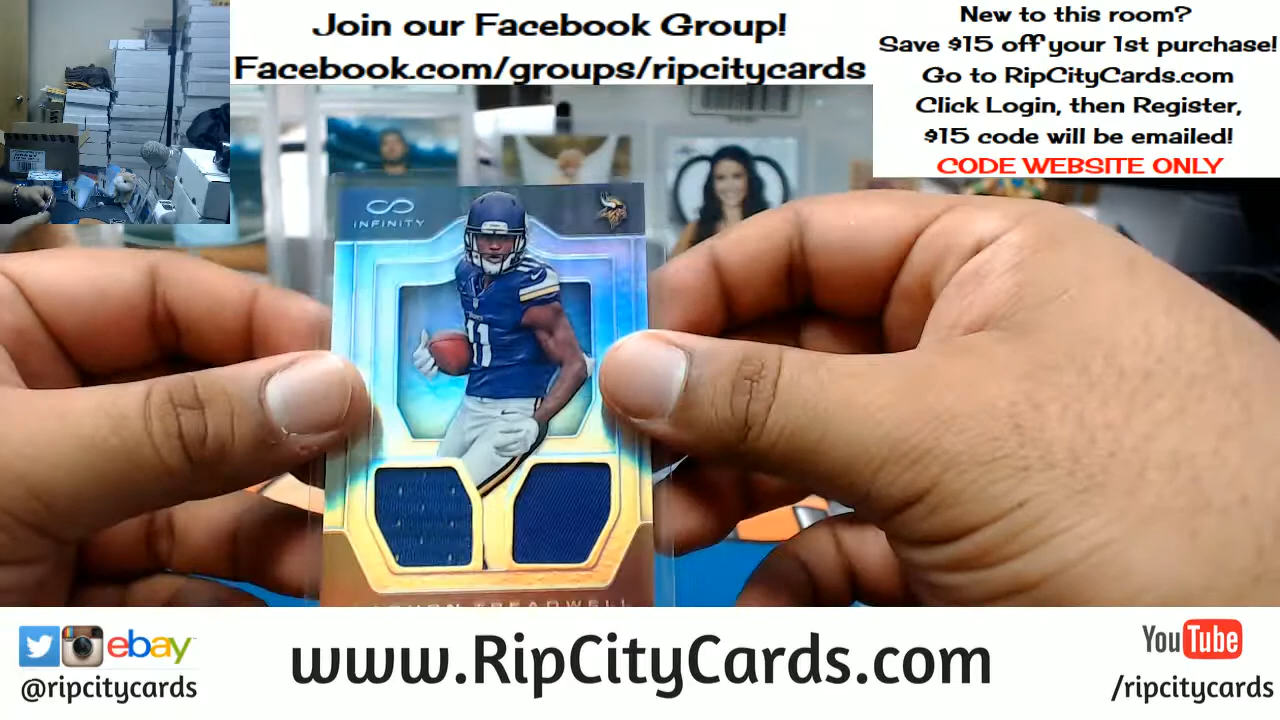 Join our Facebook Group!
Facebook.com/groups/ripcitycards
New to this room?
Save $15 off your 1st purchase!
Go to RipCityCards.com
Click Login, then Register,
$15 code will be emailed!
CODE WEBSITE ONLY
INFINITY
11
TREADWELL
ebay
@ripcitycards
www.RipCityCards.com
YouTube
/ripcitycards